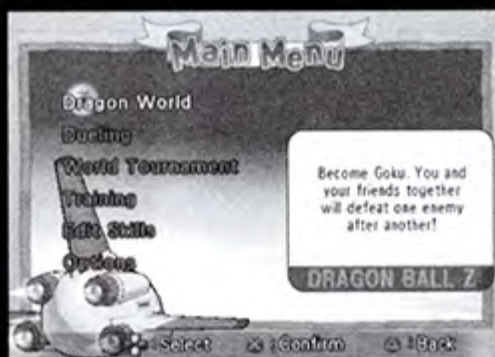 Main Menu
Dragon World
Dueling
World Tournament
Training
Edit Skills
Options
Become Goku. You and
your friends together
will defeat one enemy
after another!
DRAGON BALL Z
: Select × : Confirm △ : Back